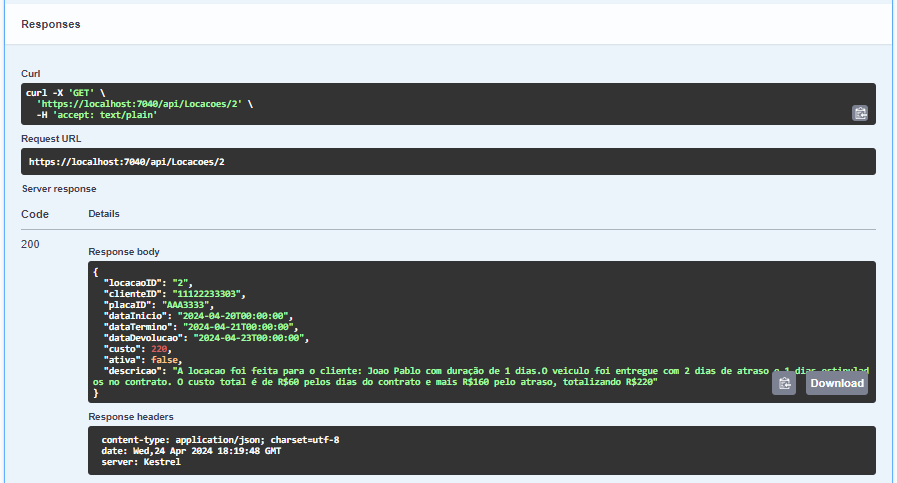 Responses
Curl
curl -X 'GET' \
'https://localhost:7040/api/Locacoes/2' \
-H 'accept: text/plain'
Request URL
https://localhost:7040/api/Locacoes/2
Server response
Code Details
200
Response body
{
"locacaoID": "2",
"clienteID": "11122233303",
"placaID": "AAA3333",
"dataInicio": "2024-04-20T00:00:00",
"dataTermino": "2024-04-21T00:00:00",
"dataDevolucao": "2024-04-23T00:00:00",
"custo": 220,
"ativa": false,
"descricao": "A locacao foi feita para o cliente: Joao Pablo com duração de 1 dias.O veiculo foi entregue com 2 dias de atraso 1 dias estipulad
os no contrato. O custo total é de R$60 pelos dias do contrato e mais R$160 pelo atraso, totalizando R$220"
}
Download
Response headers
content-type: application/json; charset=utf-8
date: Wed,24 Apr 2024 18:19:48 GMT
server: Kestrel